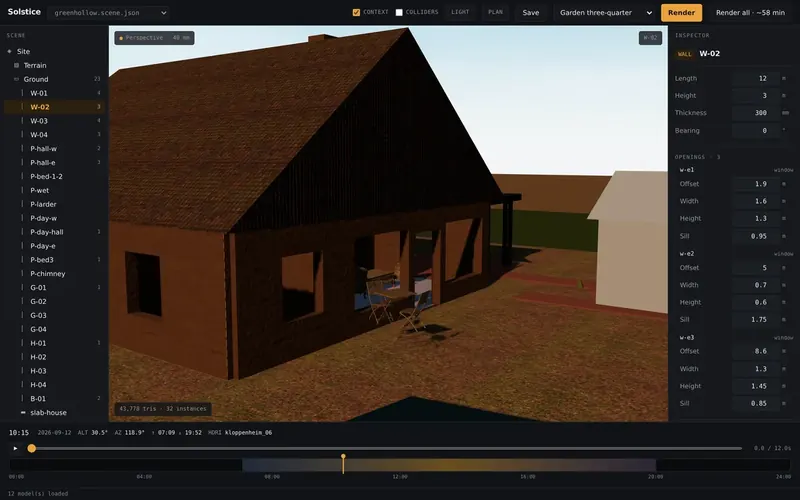 Solstice
greenhollow.scene.json
CONTEXT
COLLIDERS
LIGHT
PLAN
Save
Garden three-quarter
Render
Render all · ~58 min
SCENE
Site
Terrain
Ground 23
W-01 4
W-02 3
W-03 4
W-04 3
P-hall-w 2
P-hall-e 3
P-bed-1-2
P-wet
P-larder
P-day-w
P-day-hall 1
P-day-e
P-bed3 1
P-chimney
G-01 2
G-02
G-03
G-04
H-01 1
H-02
H-03
H-04
B-01 2
slab-house
Perspective · 40 mm
W-02
43,778 tris · 32 instances
INSPECTOR
WALL W-02
Length 12 m
Height 3 m
Thickness 300 mm
Bearing 0 °
OPENINGS · 3
w-e1 window
Offset 1.9 m
Width 1.6 m
Height 1.3 m
Sill 0.95 m
w-e2 window
Offset 5 m
Width 0.7 m
Height 0.6 m
Sill 1.75 m
w-e3 window
Offset 8.6 m
Width 1.3 m
Height 1.45 m
Sill 0.85 m
10:15 2026-09-12 ALT 30.5° AZ 118.9° ↑ 07:09 ↓ 19:52 HDRI kloppenheim_06
0.0 / 12.0s
00:00 04:00 08:00 12:00 16:00 20:00 24:00
12 model(s) loaded